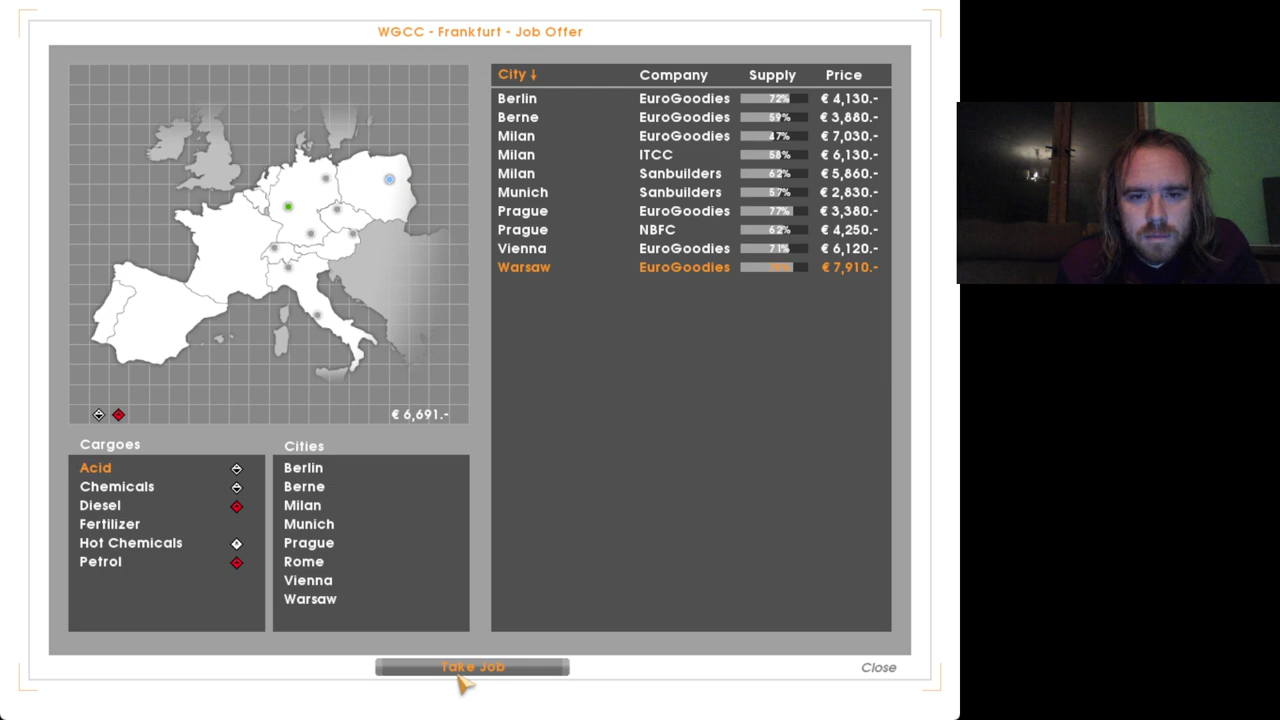 WGCC - Frankfurt - Job Offer
City ↓ Company Supply Price
Berlin EuroGoodies 72% € 4,130.-
Berne EuroGoodies 59% € 3,880.-
Milan EuroGoodies 47% € 7,030.-
Milan ITCC 58% € 6,130.-
Milan Sanbuilders 62% € 5,860.-
Munich Sanbuilders 57% € 2,830.-
Prague EuroGoodies 77% € 3,380.-
Prague NBFC 62% € 4,250.-
Vienna EuroGoodies 71% € 6,120.-
Warsaw EuroGoodies € 7,910.-
€ 6,691.-
Cargoes
Acid
Chemicals
Diesel
Fertilizer
Hot Chemicals
Petrol
Cities
Berlin
Berne
Milan
Munich
Prague
Rome
Vienna
Warsaw
Take Job
Close